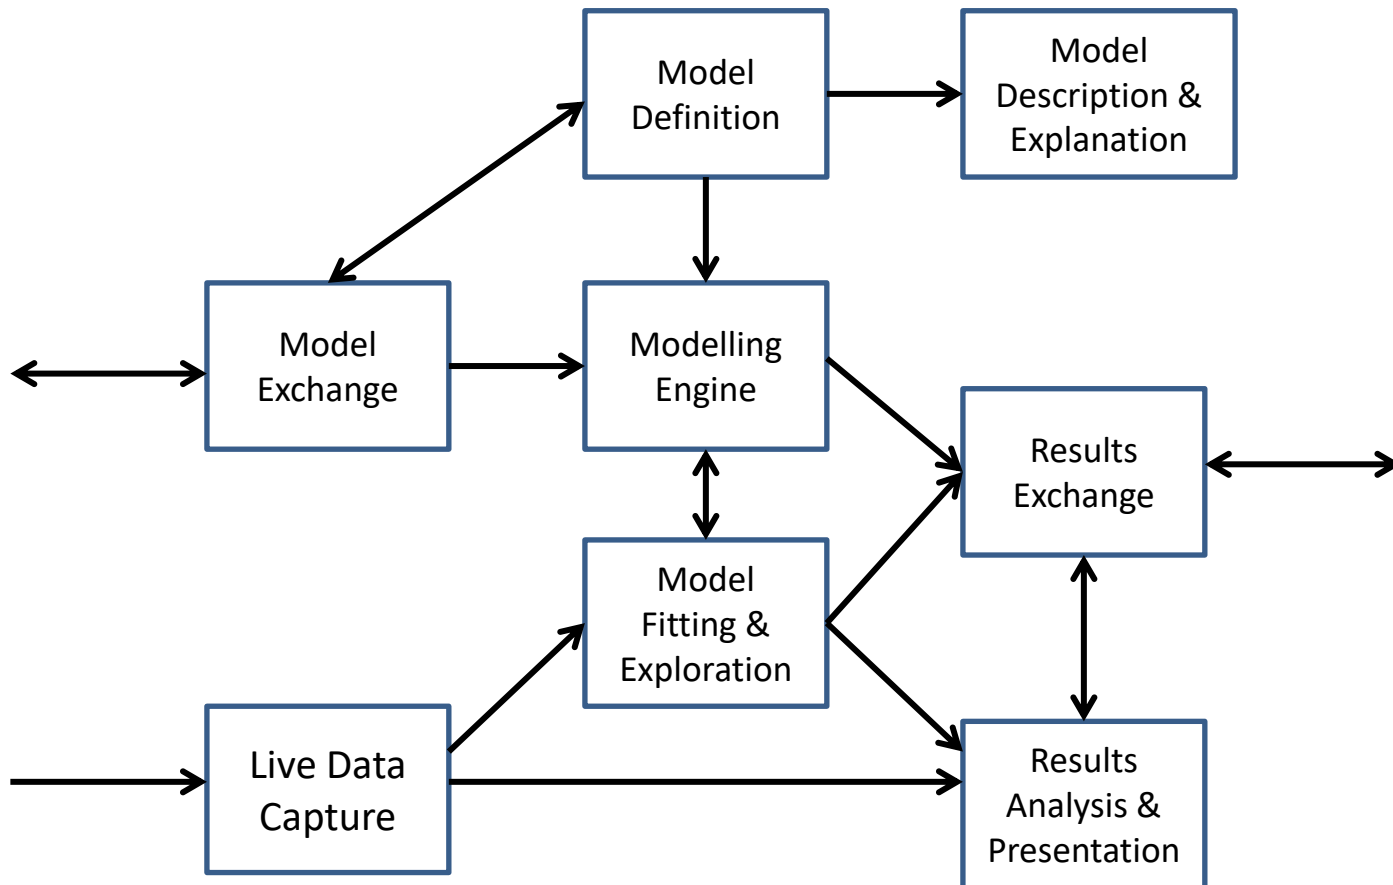 Model
Definition
Model
Description &
Explanation
Model
Exchange
Modelling
Engine
Results
Exchange
Model
Fitting &
Exploration
Live Data
Capture
Results
Analysis &
Presentation